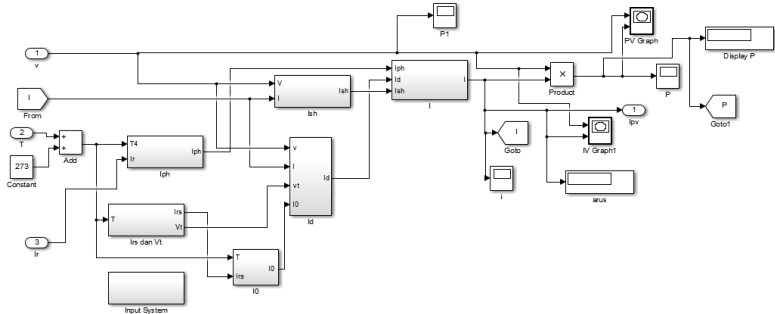 P1
PV Graph
Display P
1
v
V
I
Ish
Ish
Iph
Id
Ish
I
I
×
Product
P
P
Goto1
I
From
2
T
Add
273
Constant
T4
Ir
Iph
Iph
v
I
vt
I0
Id
Id
I
Goto
i
IV Graph1
1
Ipv
arus
T
Irs
Vt
Irs dan Vt
3
Ir
T
Irs
I0
I0
Input System